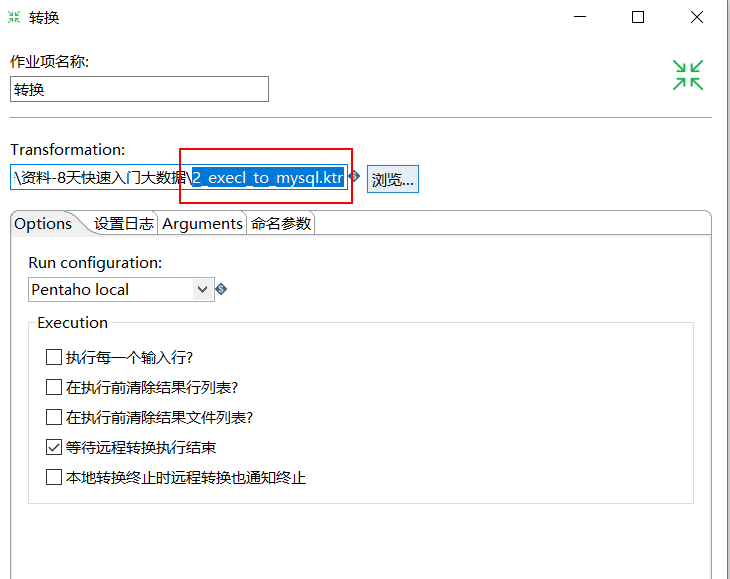 转换
作业项名称:
转换
Transformation:
\资料-8天快速入门大数据\2_execl_to_mysql.ktr
浏览...
Options 设置日志 Arguments 命名参数
Run configuration:
Pentaho local
Execution
执行每一个输入行?
在执行前清除结果行列表?
在执行前清除结果文件列表?
等待远程转换执行结束
本地转换终止时远程转换也通知终止